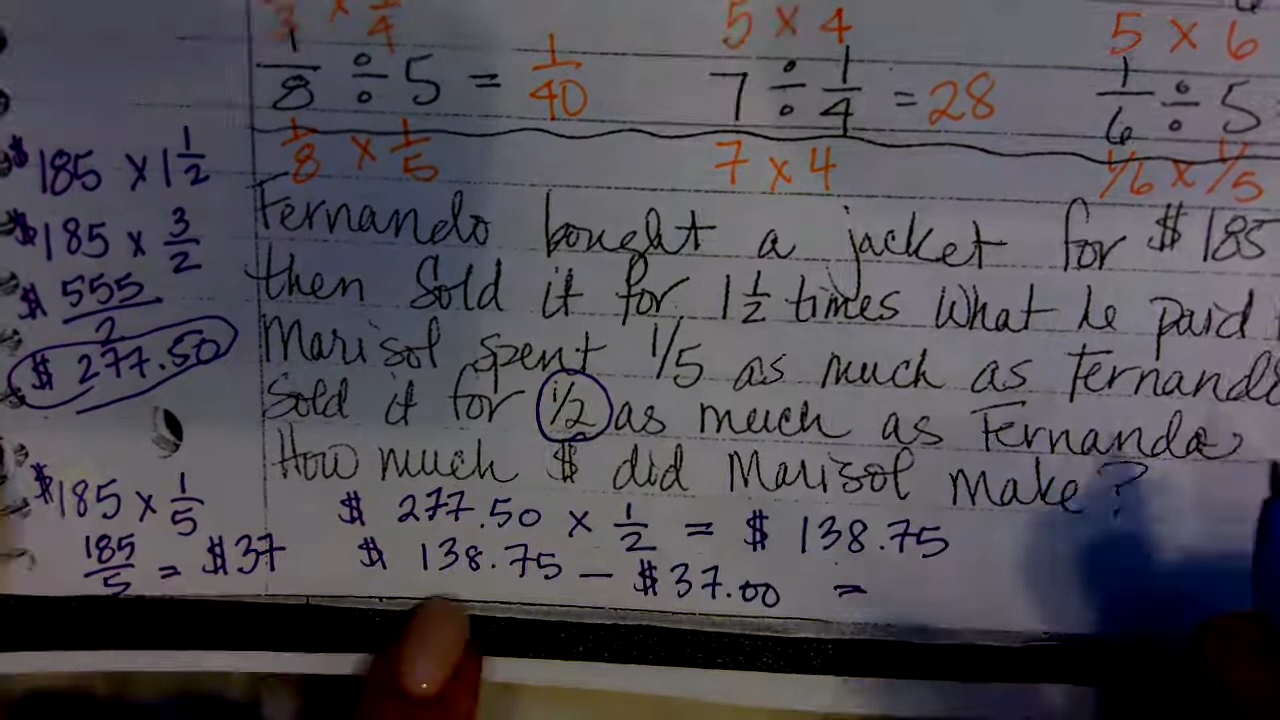 5 x 4
5 x 6
1/8 ÷ 5 = 1/40
7 ÷ 1/4 = 28
1/6 ÷ 5
1/8 x 1/5
7 x 4
1/6 x 1/5
$185 x 1 1/2
$185 x 3/2
$ 555/2
$ 277.50
Fernando bought a jacket for $185
then Sold it for 1 1/2 times What he paid
Marisol spent 1/5 as much as Fernand
Sold it for 1/2 as much as Fernando,
How much $ did Marisol Make?
$185 x 1/5
185/5 = $37
$ 277.50 x 1/2 = $ 138.75
$ 138.75 - $37.00 =